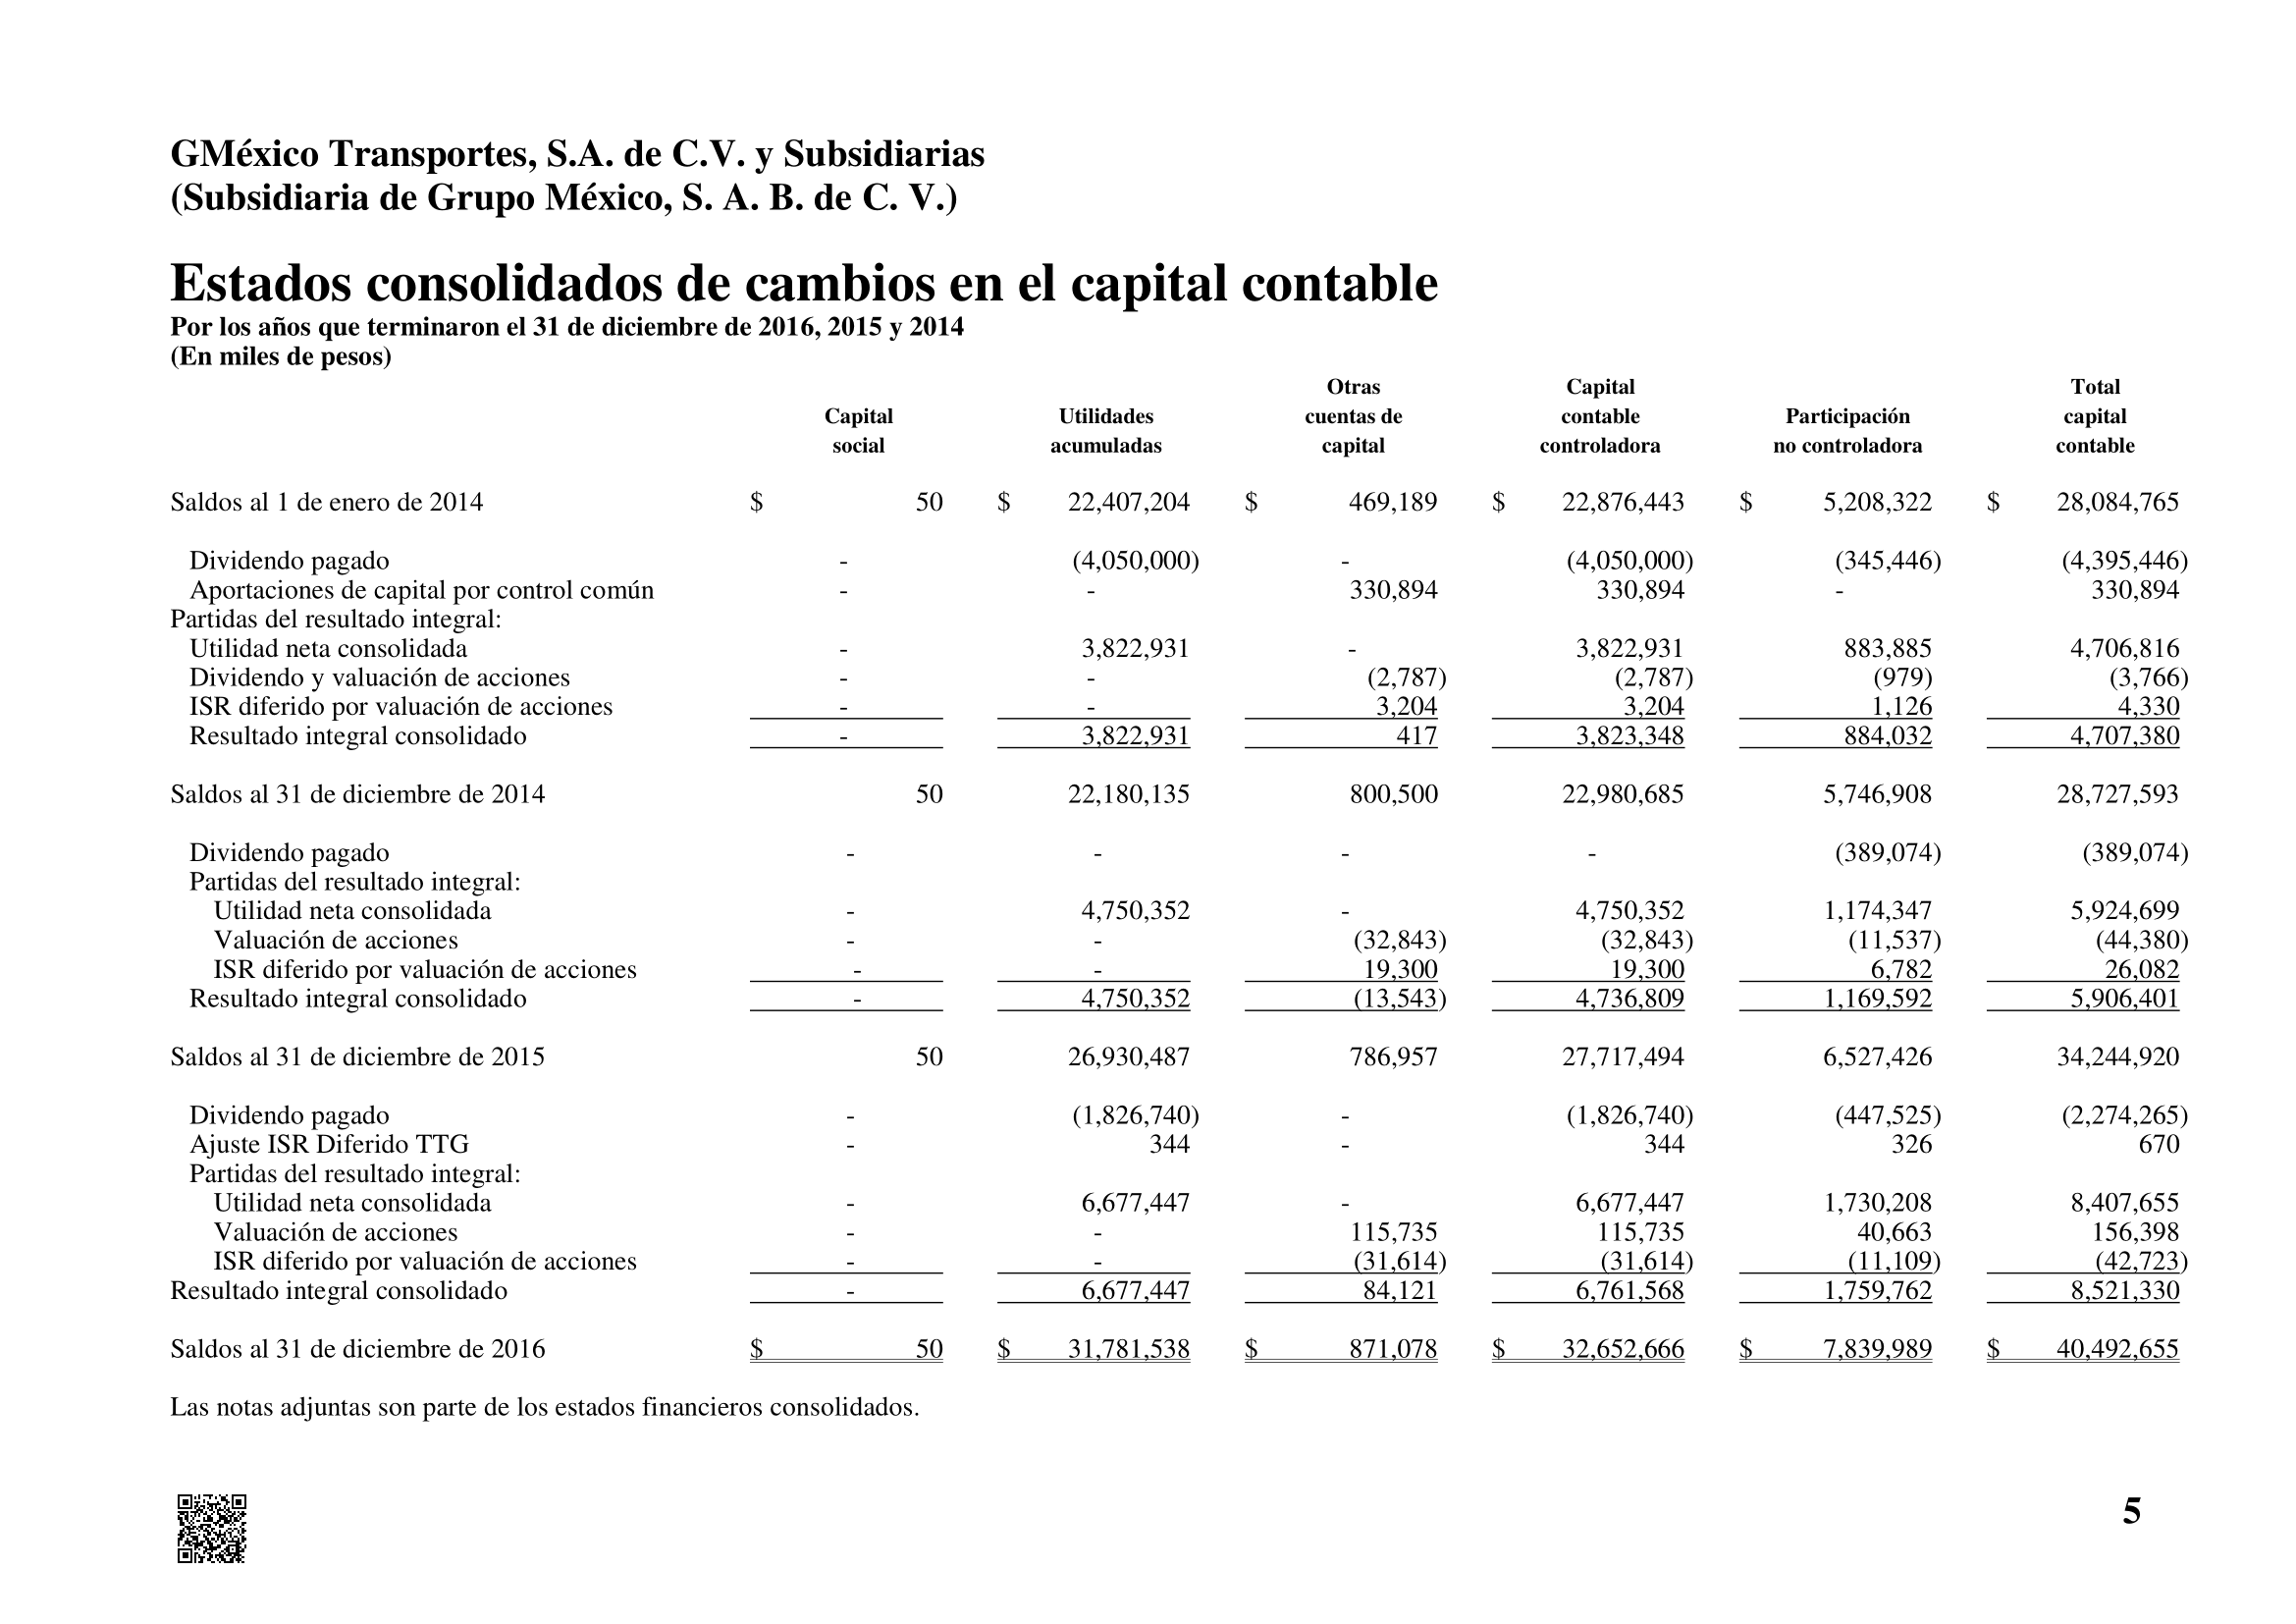 GMéxico Transportes, S.A. de C.V. y Subsidiarias
(Subsidiaria de Grupo México, S. A. B. de C. V.)
Estados consolidados de cambios en el capital contable
Por los años que terminaron el 31 de diciembre de 2016, 2015 y 2014
(En miles de pesos)
Otras Capital Total
Capital Utilidades cuentas de contable Participación capital
social acumuladas capital controladora no controladora contable
Saldos al 1 de enero de 2014 $ 50 $ 22,407,204 $ 469,189 $ 22,876,443 $ 5,208,322 $ 28,084,765
Dividendo pagado - (4,050,000) - (4,050,000) (345,446) (4,395,446)
Aportaciones de capital por control común - - 330,894 330,894 - 330,894
Partidas del resultado integral:
Utilidad neta consolidada - 3,822,931 - 3,822,931 883,885 4,706,816
Dividendo y valuación de acciones - - (2,787) (2,787) (979) (3,766)
ISR diferido por valuación de acciones - - 3,204 3,204 1,126 4,330
Resultado integral consolidado - 3,822,931 417 3,823,348 884,032 4,707,380
Saldos al 31 de diciembre de 2014 50 22,180,135 800,500 22,980,685 5,746,908 28,727,593
Dividendo pagado - - - - (389,074) (389,074)
Partidas del resultado integral:
Utilidad neta consolidada - 4,750,352 - 4,750,352 1,174,347 5,924,699
Valuación de acciones - - (32,843) (32,843) (11,537) (44,380)
ISR diferido por valuación de acciones - - 19,300 19,300 6,782 26,082
Resultado integral consolidado - 4,750,352 (13,543) 4,736,809 1,169,592 5,906,401
Saldos al 31 de diciembre de 2015 50 26,930,487 786,957 27,717,494 6,527,426 34,244,920
Dividendo pagado - (1,826,740) - (1,826,740) (447,525) (2,274,265)
Ajuste ISR Diferido TTG - 344 - 344 326 670
Partidas del resultado integral:
Utilidad neta consolidada - 6,677,447 - 6,677,447 1,730,208 8,407,655
Valuación de acciones - - 115,735 115,735 40,663 156,398
ISR diferido por valuación de acciones - - (31,614) (31,614) (11,109) (42,723)
Resultado integral consolidado - 6,677,447 84,121 6,761,568 1,759,762 8,521,330
Saldos al 31 de diciembre de 2016 $ 50 $ 31,781,538 $ 871,078 $ 32,652,666 $ 7,839,989 $ 40,492,655
Las notas adjuntas son parte de los estados financieros consolidados.
5